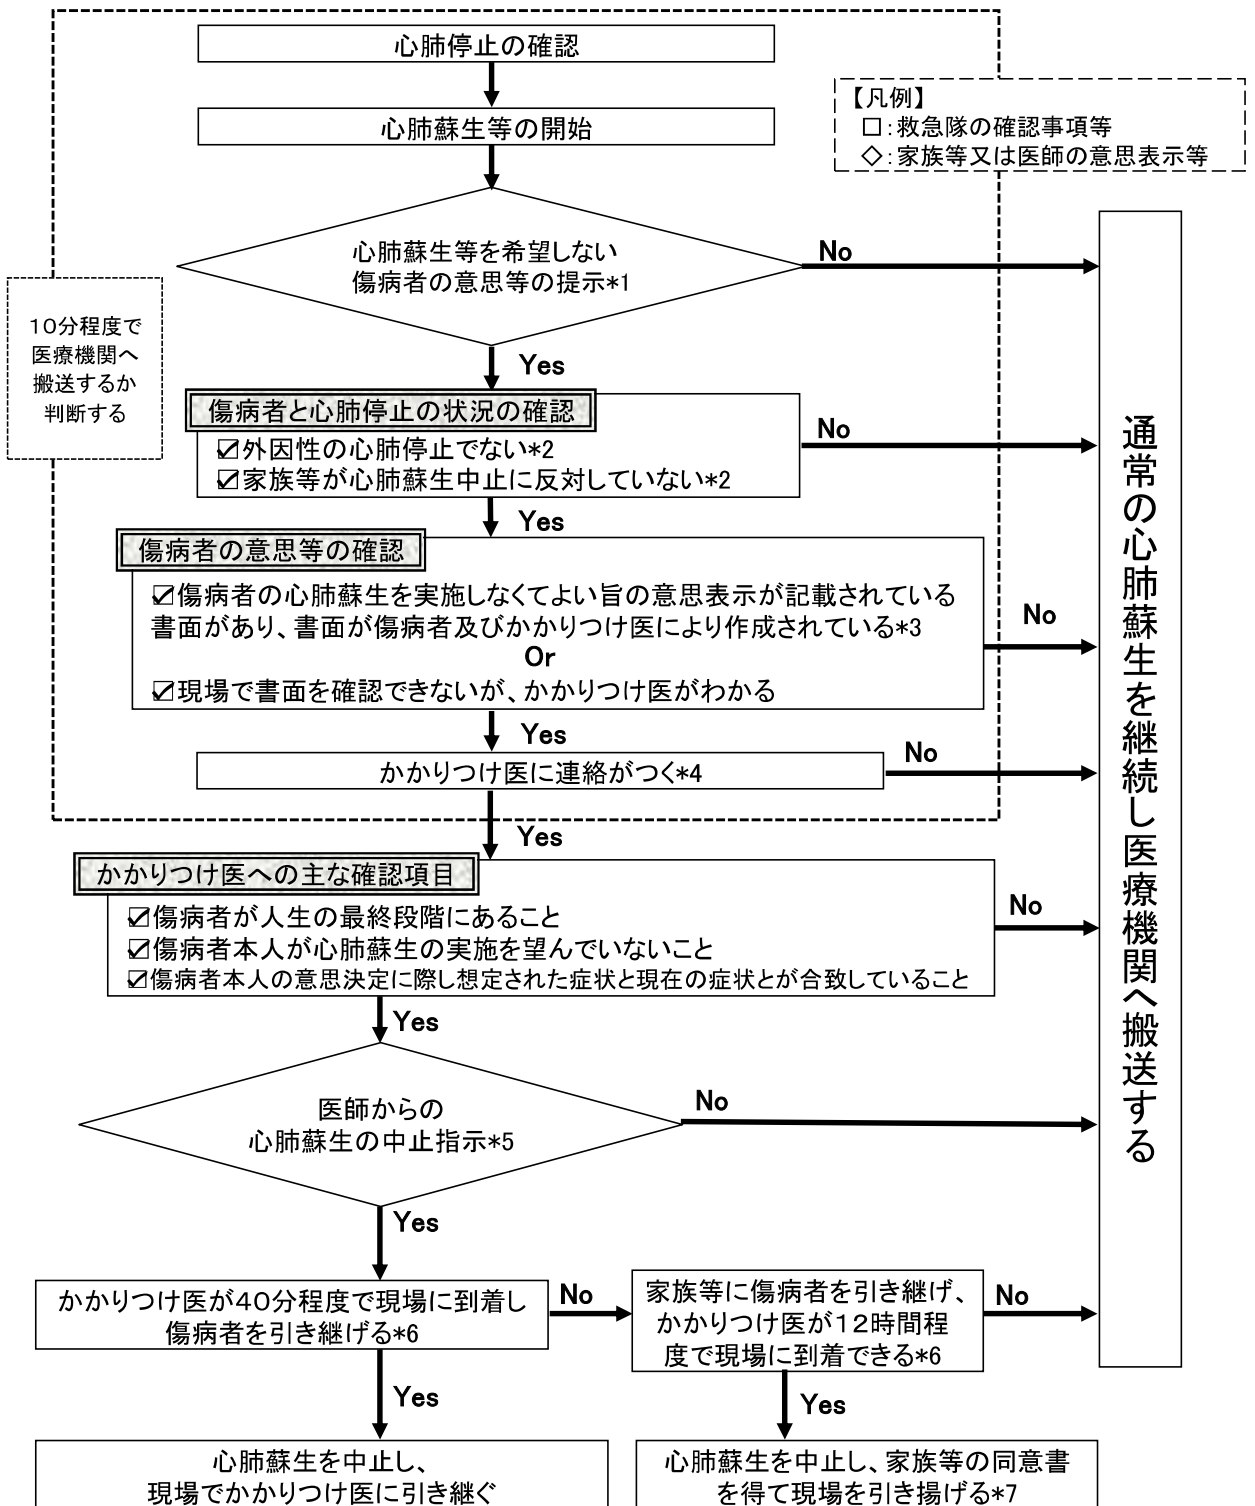 心肺停止の確認
【凡例】
□:救急隊の確認事項等
◇:家族等又は医師の意思表示等
心肺蘇生等の開始
心肺蘇生等を希望しない
傷病者の意思等の提示*1
No
10分程度で
医療機関へ
搬送するか
判断する
Yes
傷病者と心肺停止の状況の確認
☑外因性の心肺停止でない*2
☑家族等が心肺蘇生中止に反対していない*2
No
Yes
傷病者の意思等の確認
☑傷病者の心肺蘇生を実施しなくてよい旨の意思表示が記載されている
書面があり、書面が傷病者及びかかりつけ医により作成されている*3
Or
☑現場で書面を確認できないが、かかりつけ医がわかる
No
Yes
かかりつけ医に連絡がつく*4
No
Yes
かかりつけ医への主な確認項目
☑傷病者が人生の最終段階にあること
☑傷病者本人が心肺蘇生の実施を望んでいないこと
☑傷病者本人の意思決定に際し想定された症状と現在の症状とが合致していること
No
Yes
医師からの
心肺蘇生の中止指示*5
No
Yes
かかりつけ医が40分程度で現場に到着し
傷病者を引き継げる*6
No
家族等に傷病者を引き継げ、
かかりつけ医が12時間程
度で現場に到着できる*6
No
Yes
Yes
心肺蘇生を中止し、
現場でかかりつけ医に引き継ぐ
心肺蘇生を中止し、家族等の同意書
を得て現場を引き揚げる*7
通常の心肺蘇生を継続し医療機関へ搬送する